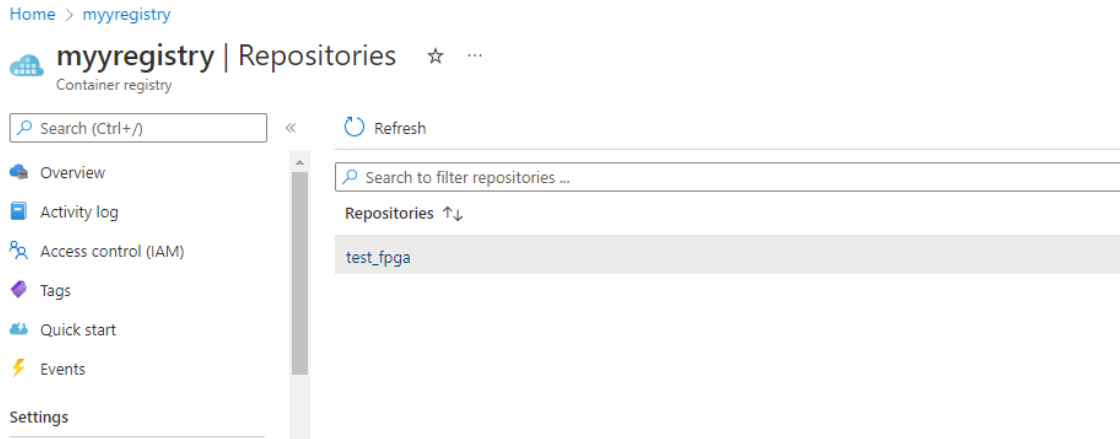 Home > myyregistry
myyregistry | Repositories ☆ ...
Container registry
Search (Ctrl+/) «
Overview
Activity log
Access control (IAM)
Tags
Quick start
Events
Settings
Refresh
Search to filter repositories ...
Repositories ↑↓
test_fpga